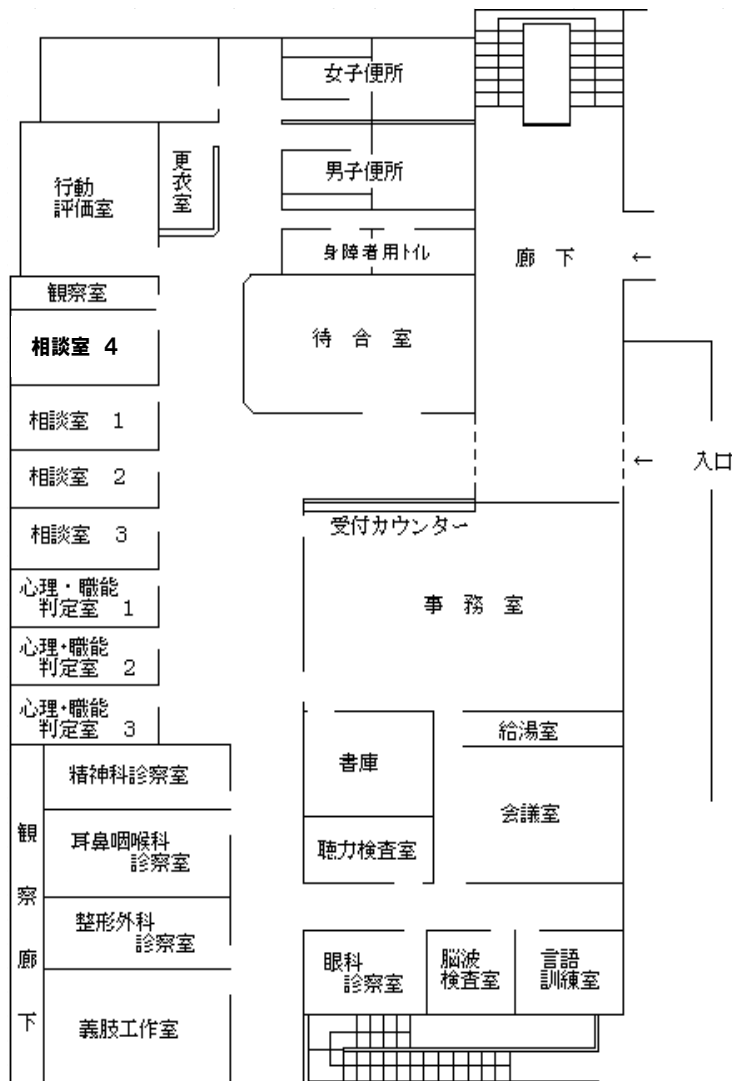 女子便所
男子便所
更衣室
行動
評価室
身障者用トイレ
廊下
←
観察室
相談室 4
待合室
相談室 1
相談室 2
← 入口
相談室 3
受付カウンター
心理・職能
判定室 1
事務室
心理・職能
判定室 2
心理・職能
判定室 3
給湯室
精神科診察室
書庫
会議室
観察廊下
耳鼻咽喉科
診察室
聴力検査室
整形外科
診察室
眼科
診察室
脳波
検査室
言語
訓練室
義肢工作室